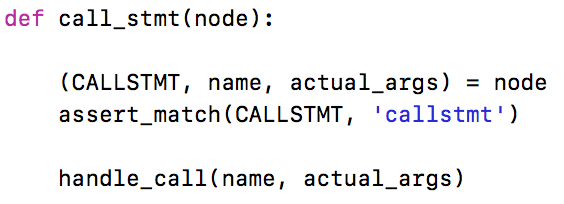 def call_stmt(node):
(CALLSTMT, name, actual_args) = node
assert_match(CALLSTMT, 'callstmt')
handle_call(name, actual_args)